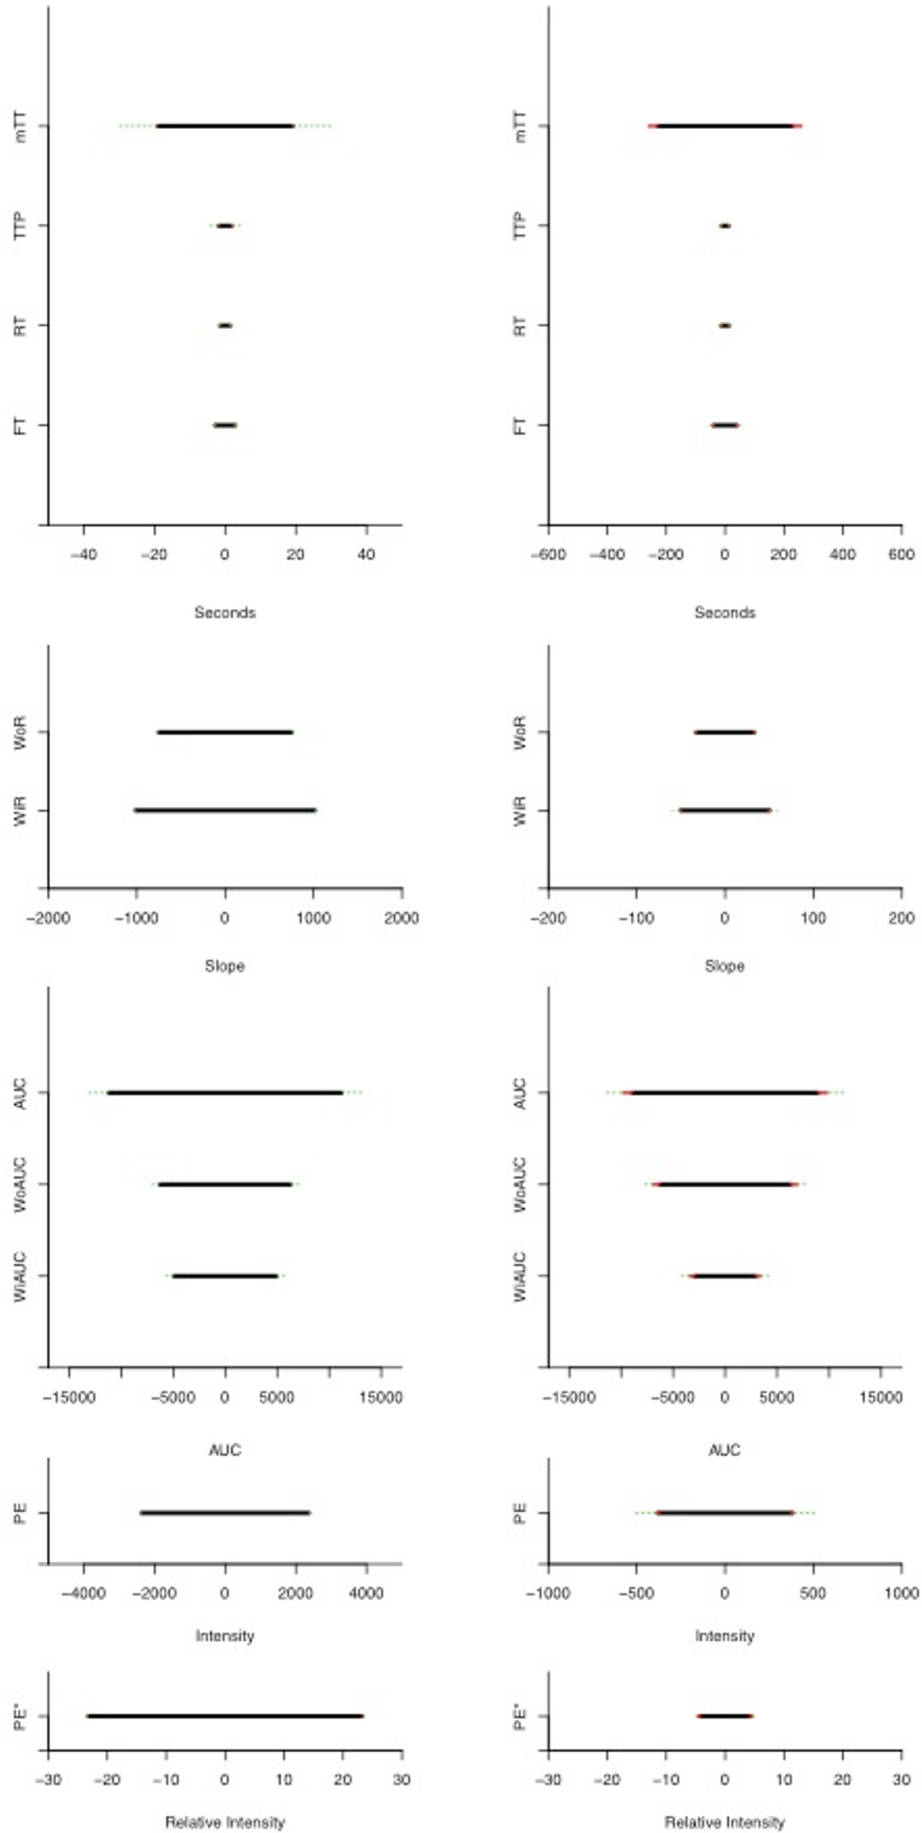 mTT
mTT
TTP
TTP
RT
RT
FT
FT
−40 −20 0 20 40
−600 −400 −200 0 200 400 600
Seconds
Seconds
WoR
WoR
WiR
WiR
−2000 −1000 0 1000 2000
−200 −100 0 100 200
Slope
Slope
AUC
AUC
WoAUC
WoAUC
WiAUC
WiAUC
−15000 −5000 0 5000 15000
−15000 −5000 0 5000 15000
AUC
AUC
PE
PE
−4000 −2000 0 2000 4000
−1000 −500 0 500 1000
Intensity
Intensity
PE*
PE*
−30 −20 −10 0 10 20 30
−30 −20 −10 0 10 20 30
Relative Intensity
Relative Intensity